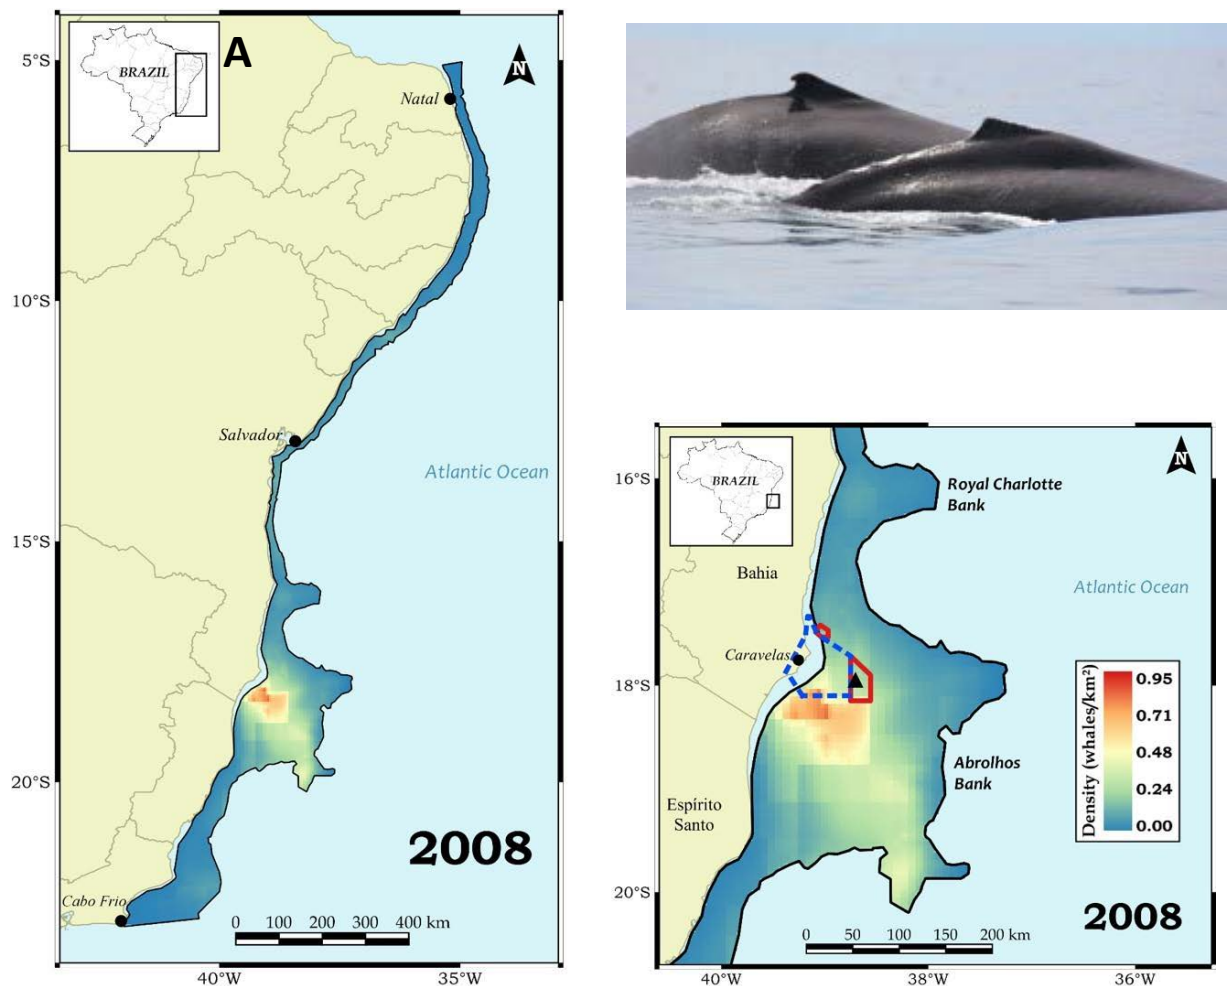 A
BRAZIL
N
5°S
Natal
10°S
Salvador
Atlantic Ocean
15°S
20°S
2008
Cabo Frio
0 100 200 300 400 km
40°W 35°W
N
BRAZIL
16°S
Royal Charlotte
Bank
Bahia
Atlantic Ocean
Caravelas
18°S
Density (whales/km²)
0.95
0.71
0.48
0.24
0.00
Abrolhos
Bank
Espírito
Santo
20°S
2008
0 50 100 150 200 km
40°W 38°W 36°W